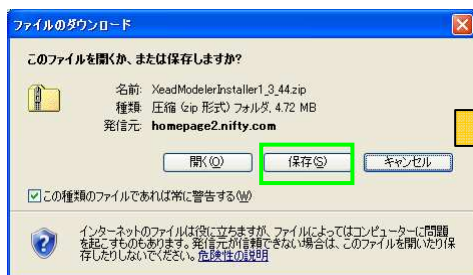 ファイルのダウンロード
このファイルを開くか、または保存しますか?
名前: XeadModelerInstaller1_3_44.zip
種類: 圧縮 (zip 形式) フォルダ, 4.72 MB
発信元: homepage2.nifty.com
開く(O) 保存(S) キャンセル
この種類のファイルであれば常に警告する(W)
インターネットのファイルは役に立ちますが、ファイルによってはコンピューターに問題
を起こすものもあります。発信元が信頼できない場合は、このファイルを開いたり保
存したりしないでください。危険性の説明